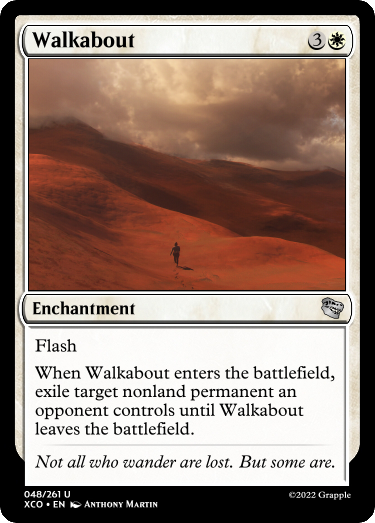 Walkabout 3
Enchantment
Flash
When Walkabout enters the battlefield,
exile target nonland permanent an
opponent controls until Walkabout
leaves the battlefield.
Not all who wander are lost. But some are.
048/261 U
XCO • EN Anthony Martin
©2022 Grapple